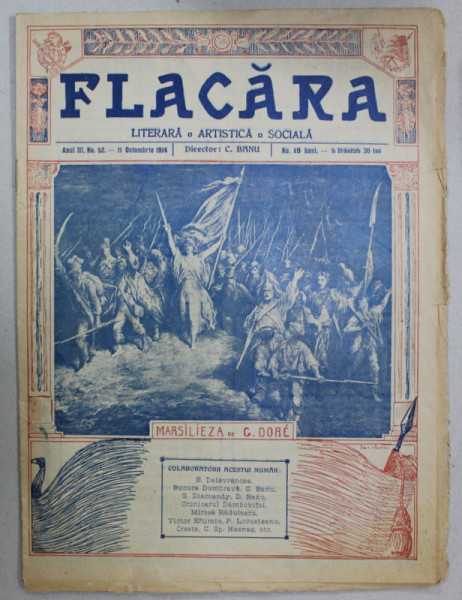 FLACĂRA
LITERARĂ ▫ ARTISTICĂ ▫ SOCIALĂ
Anul III. No. 52. — 11 Octombrie 1914
Director: C. BANU
No. 15 bani. — în Străinătate 20 bani
MARSILIEZA DE G. DORÉ
COLABORATORII ACESTUI NUMĂR:
B. Delavrancea,
Bucura Dumbravă, C. Banu,
G. Diamandy, D. Nanu,
Cronicarul Dâmboviței,
Mircea Rădulescu,
Victor Eftimiu, P. Locusteanu,
Oreste, C. Sp. Hasnaș, etc.